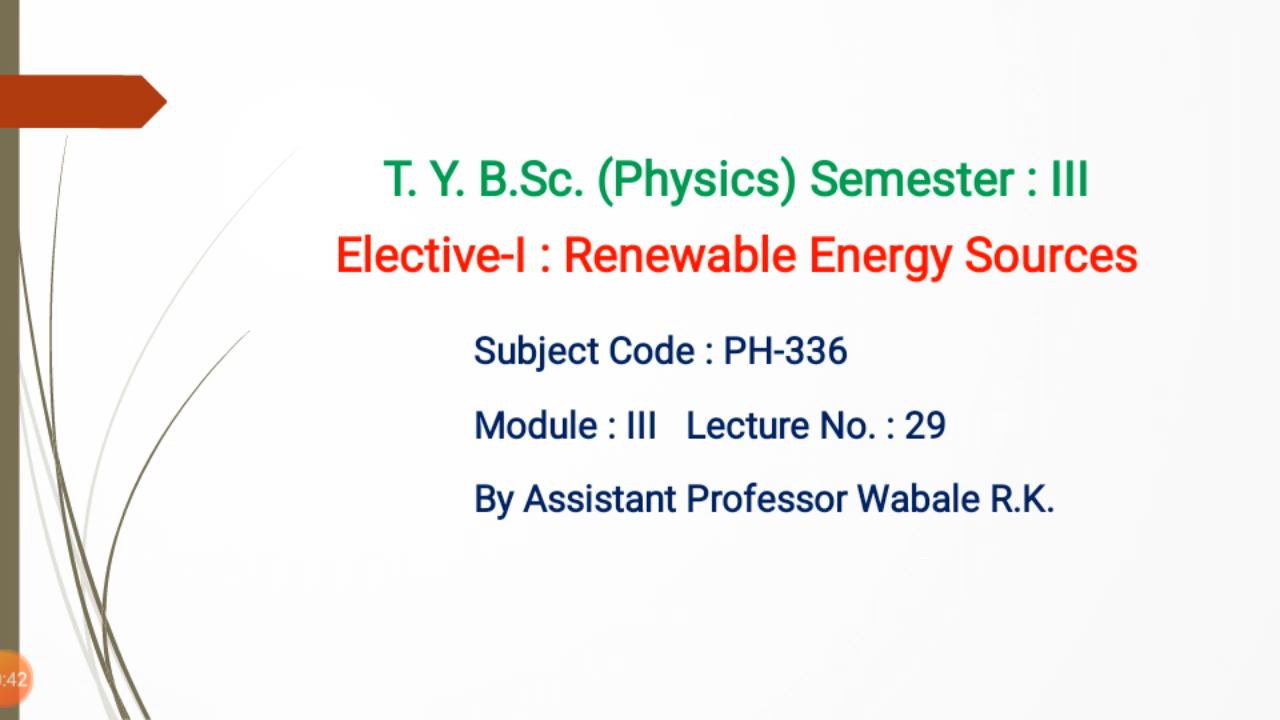 T. Y. B.Sc. (Physics) Semester : III
Elective-I : Renewable Energy Sources
Subject Code : PH-336
Module : III Lecture No. : 29
By Assistant Professor Wabale R.K.
:42